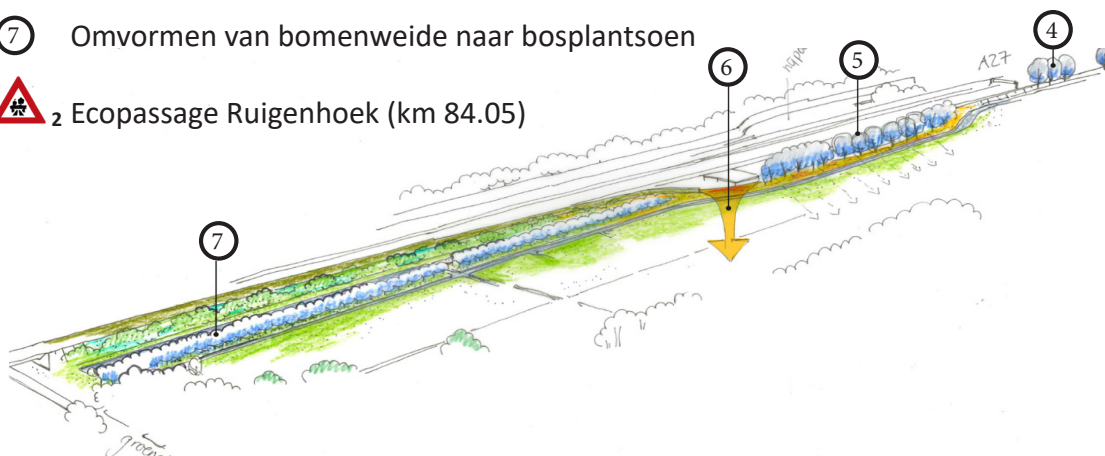 7 Omvormen van bomenweide naar bosplantsoen
2 Ecopassage Ruigenhoek (km 84.05)
4
A27
5
6
7